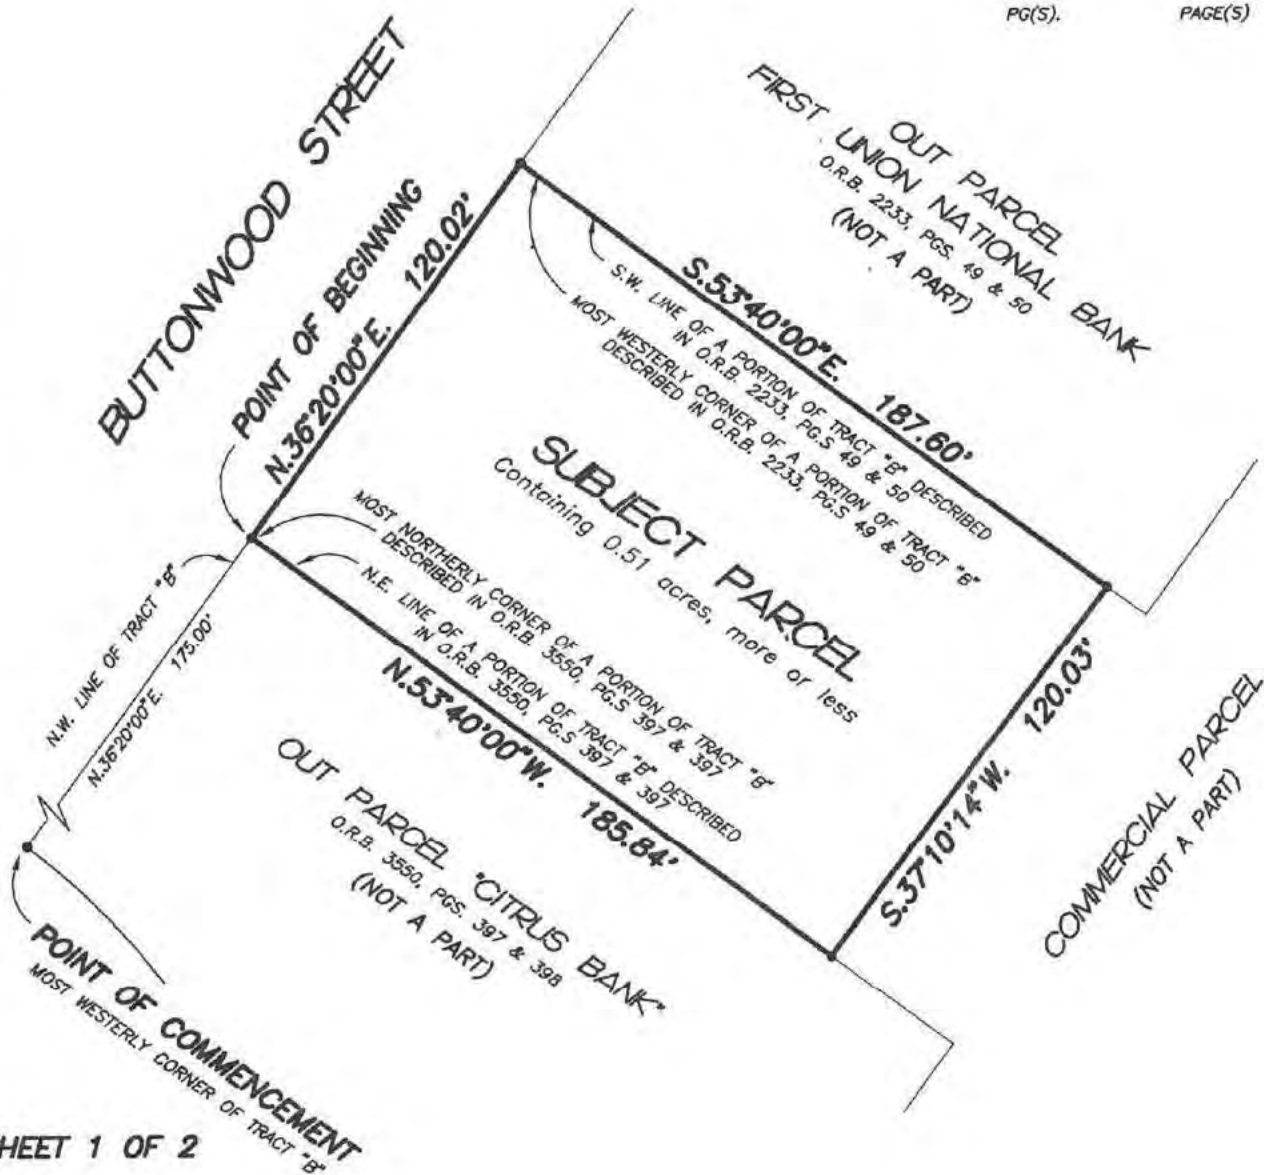 PG(S). PAGE(S)
BUTTONWOOD STREET
FIRST UNION NATIONAL BANK
OUT PARCEL
O.R.B. 2233, PGS. 49 & 50
(NOT A PART)
POINT OF BEGINNING
N.36°20'00"E. 120.02'
S.53°40'00"E. 187.60'
S.W. LINE OF A PORTION OF TRACT "B" DESCRIBED
IN O.R.B. 2233, PG.S 49 & 50
MOST WESTERLY CORNER OF A PORTION OF TRACT "B"
DESCRIBED IN O.R.B. 2233, PG.S 49 & 50
SUBJECT PARCEL
Containing 0.51 acres, more or less
MOST NORTHERLY CORNER OF A PORTION OF TRACT "B"
DESCRIBED IN O.R.B. 3550, PG.S 397 & 397
N.E. LINE OF A PORTION OF TRACT "B" DESCRIBED
IN O.R.B. 3550, PG.S 397 & 397
N.53°40'00"W. 185.84'
S.37°10'14"W. 120.03'
N.W. LINE OF TRACT "B"
N.36°20'00"E. 175.00'
OUT PARCEL "CITRUS BANK"
O.R.B. 3550, PGS. 397 & 398
(NOT A PART)
COMMERCIAL PARCEL
(NOT A PART)
POINT OF COMMENCEMENT
MOST WESTERLY CORNER OF TRACT "B"
HEET 1 OF 2